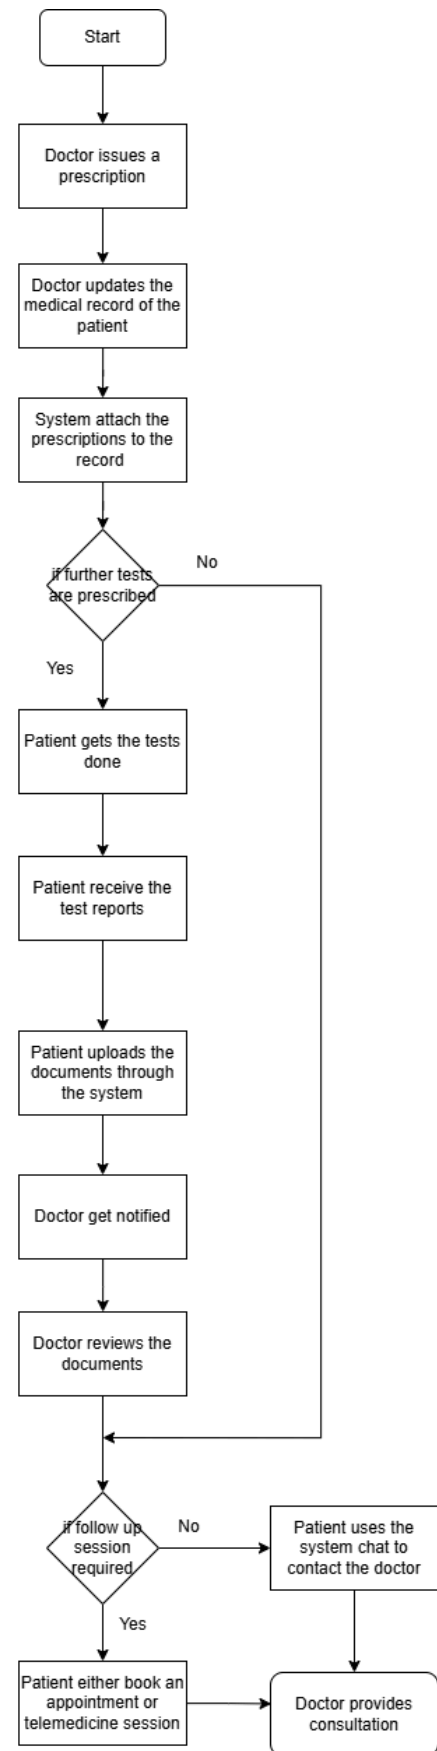 Start
Doctor issues a
prescription
Doctor updates the
medical record of the
patient
System attach the
prescriptions to the
record
if further tests
are prescribed
No
Yes
Patient gets the tests
done
Patient receive the
test reports
Patient uploads the
documents through
the system
Doctor get notified
Doctor reviews the
documents
if follow up
session
required
No
Patient uses the
system chat to
contact the doctor
Yes
Patient either book an
appointment or
telemedicine session
Doctor provides
consultation